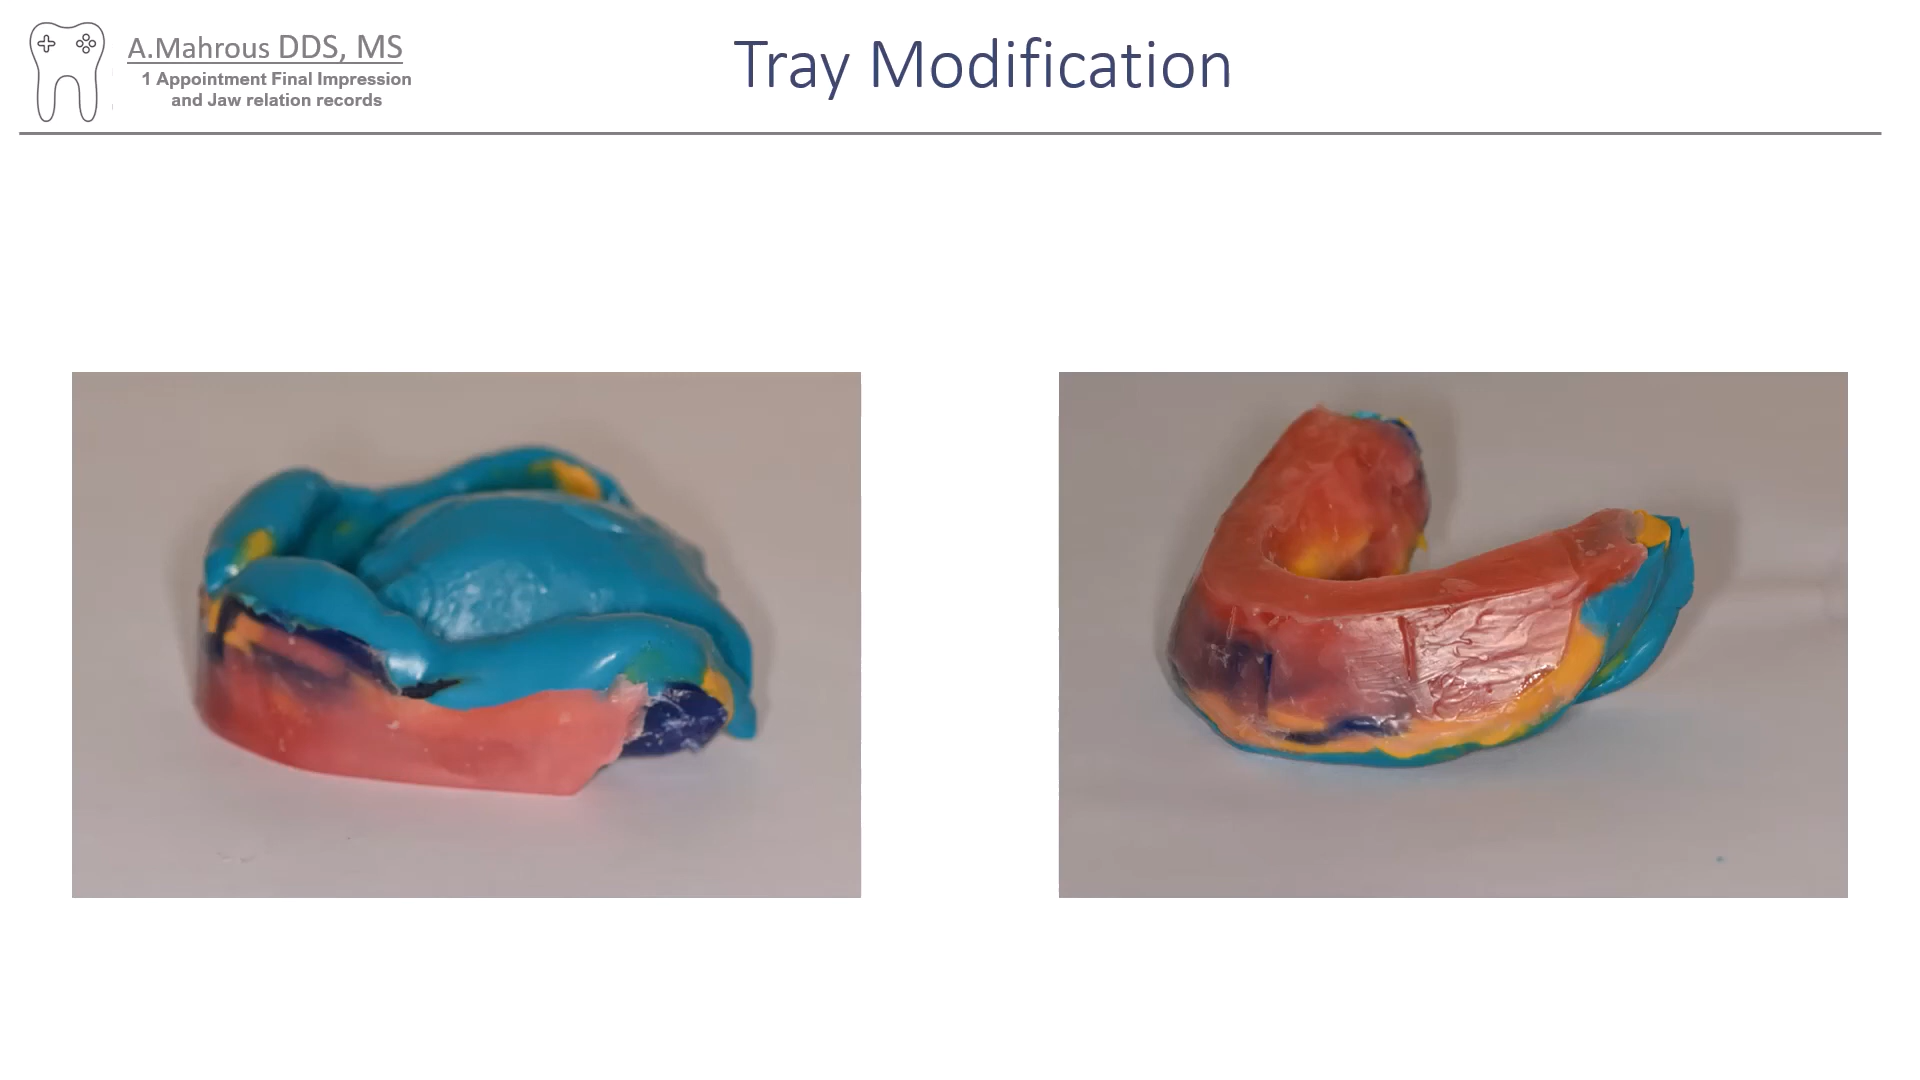 A.Mahrous DDS, MS
1 Appointment Final Impression
and Jaw relation records
Tray Modification